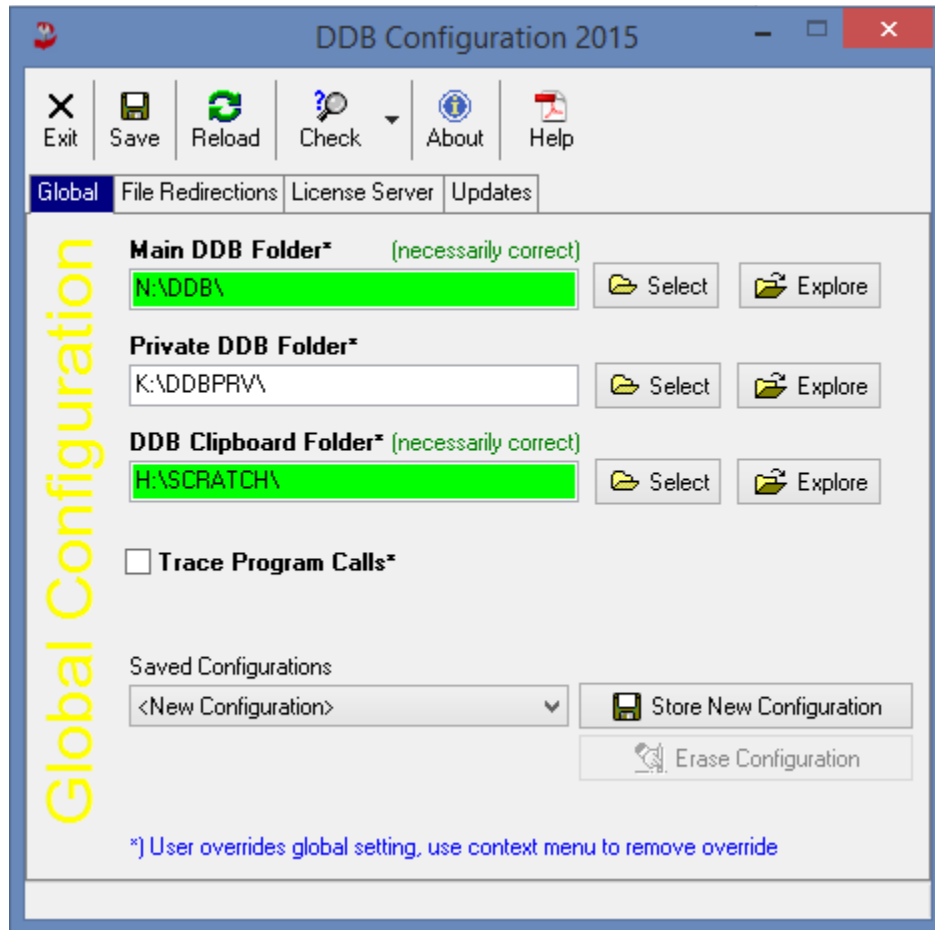 DDB Configuration 2015
Exit Save Reload Check About Help
Global File Redirections License Server Updates
Global Configuration
Main DDB Folder* (necessarily correct)
N:\DDB\ Select Explore
Private DDB Folder*
K:\DDBPRV\ Select Explore
DDB Clipboard Folder* (necessarily correct)
H:\SCRATCH\ Select Explore
Trace Program Calls*
Saved Configurations
<New Configuration> Store New Configuration
Erase Configuration
*) User overrides global setting, use context menu to remove override